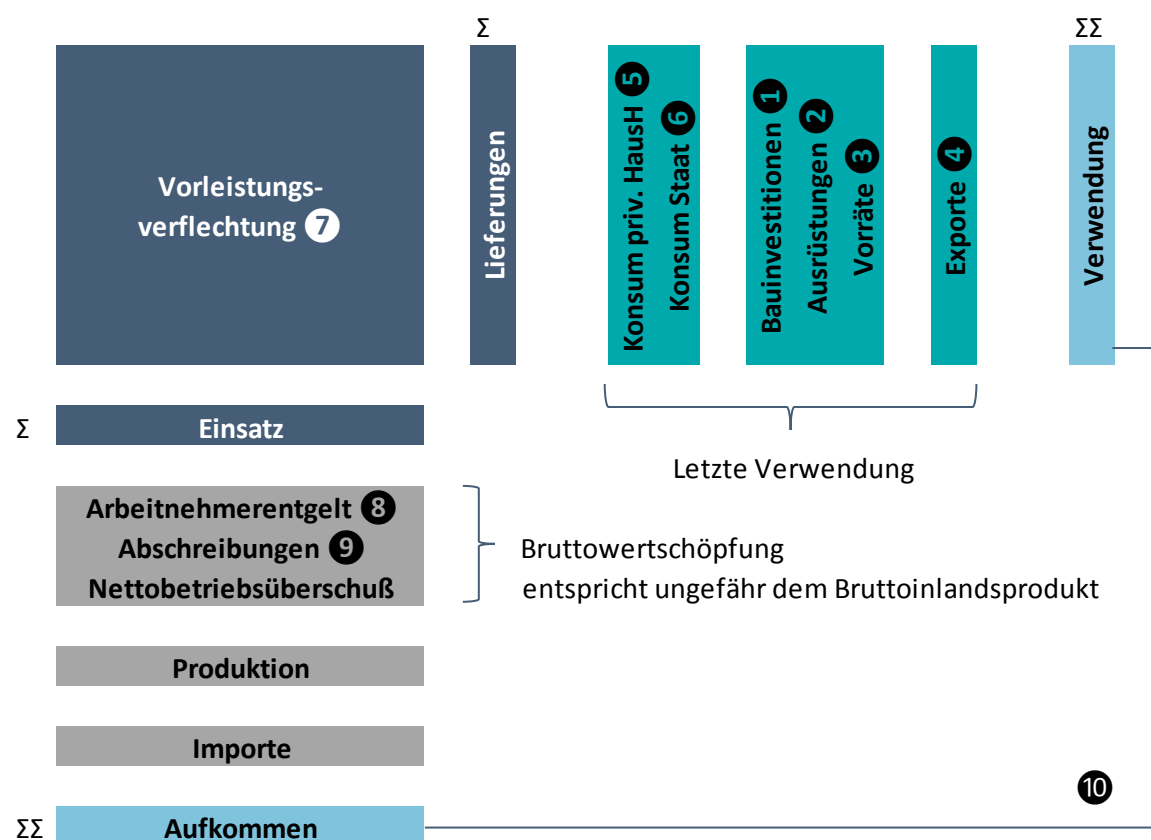 Σ
ΣΣ
Vorleistungs-
verflechtung ❼
Lieferungen
Konsum priv. HausH ❺
Konsum Staat ❻
Bauinvestitionen ❶
Ausrüstungen ❷
Vorräte ❸
Exporte ❹
Verwendung
Σ
Einsatz
Letzte Verwendung
Arbeitnehmerentgelt ❽
Abschreibungen ❾
Nettobetriebsüberschuß
Bruttowertschöpfung
entspricht ungefähr dem Bruttoinlandsprodukt
Produktion
Importe
❿
ΣΣ
Aufkommen